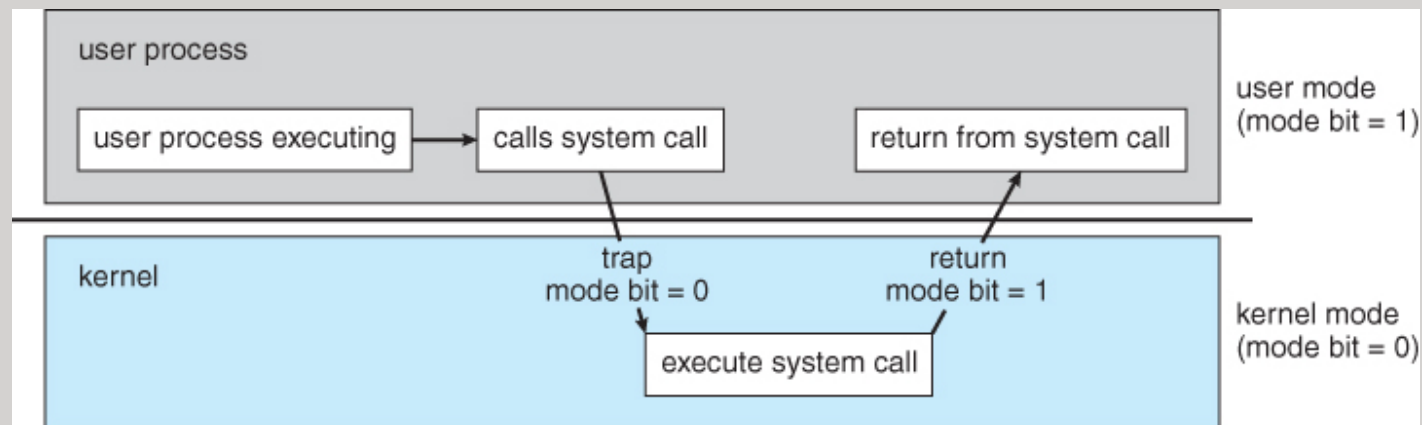 user process
user process executing
calls system call
return from system call
user mode
(mode bit = 1)
kernel
trap
mode bit = 0
return
mode bit = 1
execute system call
kernel mode
(mode bit = 0)